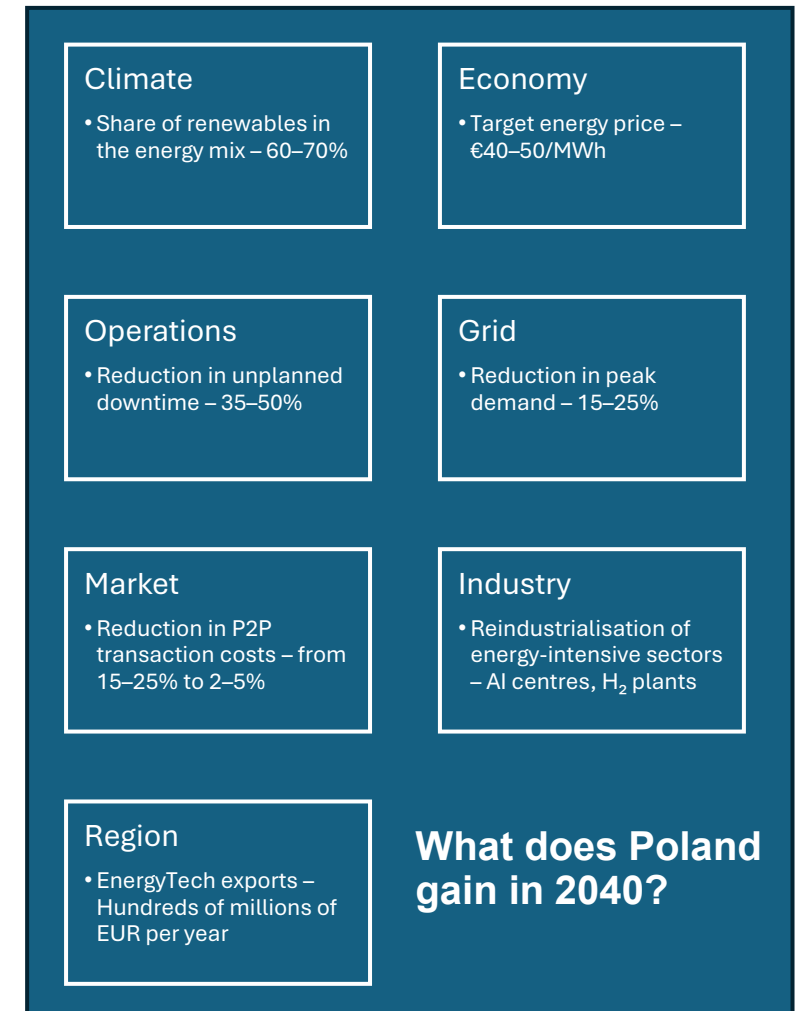 Climate
• Share of renewables in
the energy mix – 60–70%
Economy
• Target energy price –
€40–50/MWh
Operations
• Reduction in unplanned
downtime – 35–50%
Grid
• Reduction in peak
demand – 15–25%
Market
• Reduction in P2P
transaction costs – from
15–25% to 2–5%
Industry
• Reindustrialisation of
energy-intensive sectors
– AI centres, H₂ plants
Region
• EnergyTech exports –
Hundreds of millions of
EUR per year
What does Poland
gain in 2040?